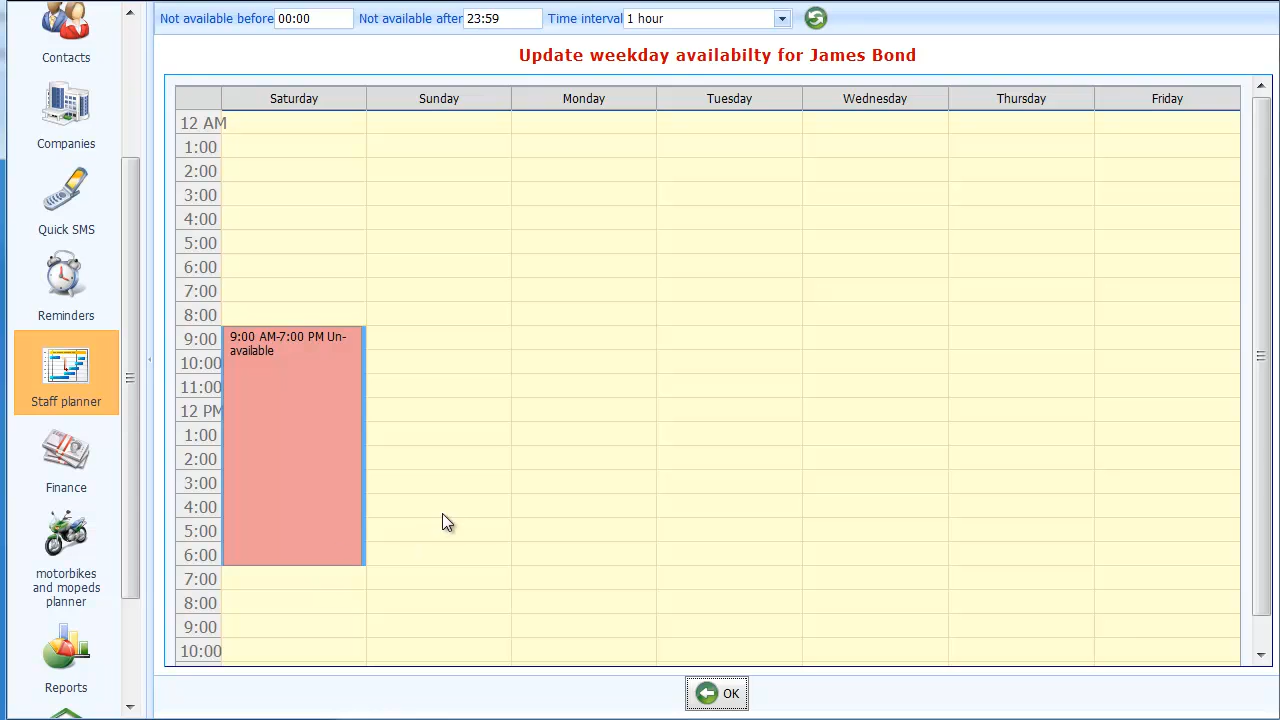 Not available before 00:00 Not available after 23:59 Time interval 1 hour
Update weekday availabilty for James Bond
Contacts
Companies
Quick SMS
Reminders
Staff planner
Finance
motorbikes
and mopeds
planner
Reports
Saturday Sunday Monday Tuesday Wednesday Thursday Friday
12 AM
1:00
2:00
3:00
4:00
5:00
6:00
7:00
8:00
9:00
10:00
11:00
12 PM
1:00
2:00
3:00
4:00
5:00
6:00
7:00
8:00
9:00
10:00
9:00 AM-7:00 PM Un-
available
OK